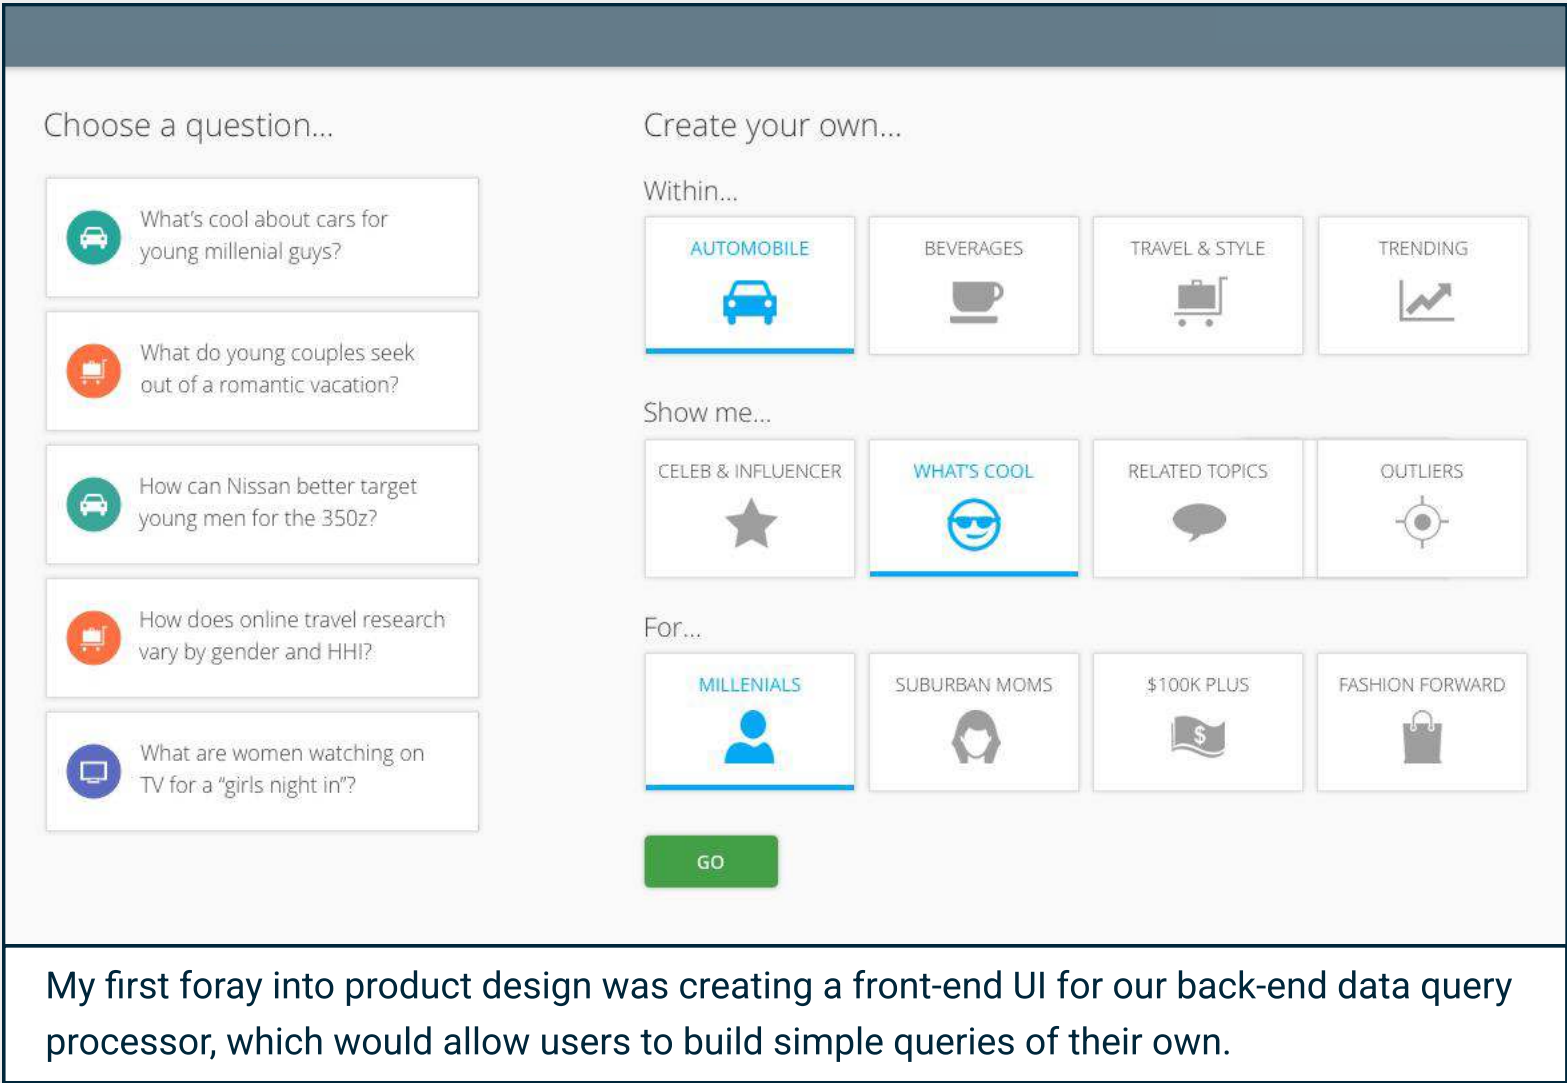 Choose a question...
What's cool about cars for
young millenial guys?
What do young couples seek
out of a romantic vacation?
How can Nissan better target
young men for the 350z?
How does online travel research
vary by gender and HHI?
What are women watching on
TV for a “girls night in”?
Create your own...
Within...
AUTOMOBILE
BEVERAGES
TRAVEL & STYLE
TRENDING
Show me...
CELEB & INFLUENCER
WHAT'S COOL
RELATED TOPICS
OUTLIERS
For...
MILLENIALS
SUBURBAN MOMS
$100K PLUS
$
FASHION FORWARD
GO
My first foray into product design was creating a front-end UI for our back-end data query
processor, which would allow users to build simple queries of their own.